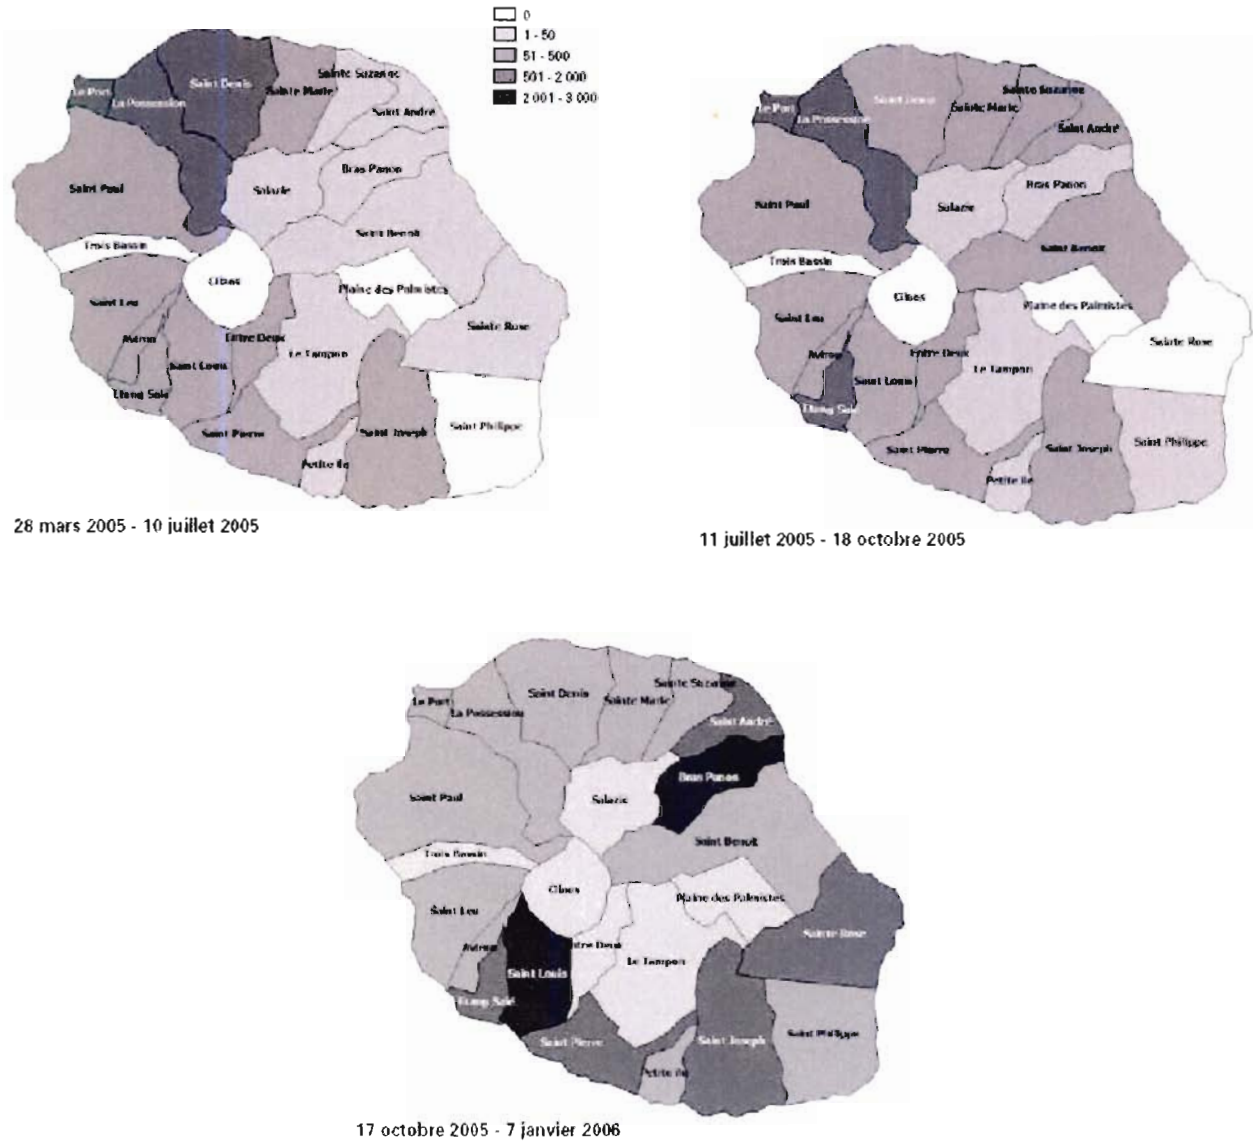 0
1 - 50
51 - 500
501 - 2 000
2 001 - 3 000
Saint Denis
Sainte Suzanne
Le Port
La Possession
Sainte Marie
Saint André
Bras Panon
Saint Paul
Salazie
Saint Benoit
Trois Bassin
Cilaos
Plaine des Palmistes
Saint Leu
Sainte Rose
Aviron
Entre Deux
Le Tampon
Saint Louis
Etang Salé
Saint Philippe
Saint Pierre
Saint Joseph
Petite Ile
28 mars 2005 - 10 juillet 2005
Saint Denis
Sainte Suzanne
Le Port
Sainte Marie
La Possession
Saint André
Bras Panon
Saint Paul
Salazie
Saint Benoit
Trois Bassin
Cilaos
Plaine des Palmistes
Saint Leu
Sainte Rose
Aviron
Entre Deux
Le Tampon
Saint Louis
Etang Salé
Saint Philippe
Saint Pierre
Saint Joseph
Petite Ile
11 juillet 2005 - 18 octobre 2005
Sainte Suzanne
Saint Denis
Le Port
Sainte Marie
La Possession
Saint André
Bras Panon
Saint Paul
Salazie
Saint Benoit
Trois Bassin
Cilaos
Plaine des Palmistes
Saint Leu
Sainte Rose
Aviron
Entre Deux
Le Tampon
Saint Louis
Etang Salé
Saint Philippe
Saint Pierre
Saint Joseph
Petite Ile
17 octobre 2005 - 7 janvier 2006